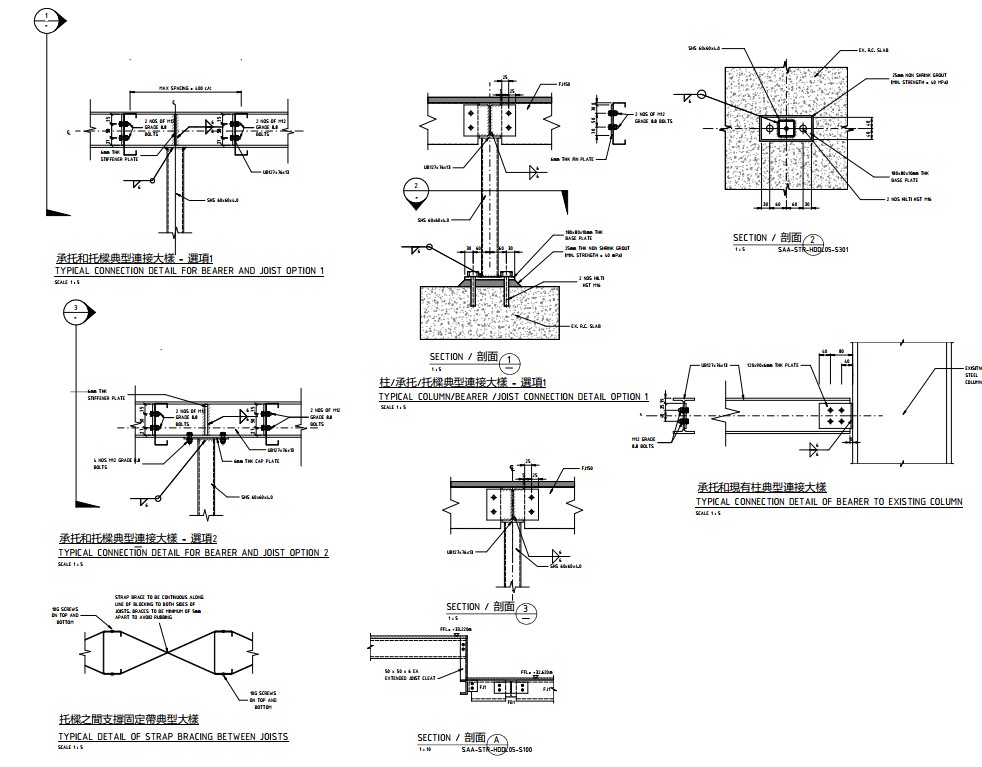 1
MAX SPACING = 600 c/c
2 NOS OF M12
GRADE 8.8
BOLTS
2 NOS OF M12
GRADE 8.8
BOLTS
6mm THK
STIFFENER PLATE
UB127x76x13
SHS 60x60x4.0
承托和托樑典型連接大樣 - 選項1
TYPICAL CONNECTION DETAIL FOR BEARER AND JOIST OPTION 1
SCALE 1:5
3
6mm THK
STIFFENER PLATE
2 NOS OF M12
GRADE 8.8
BOLTS
2 NOS OF M12
GRADE 8.8
BOLTS
UB127x76x13
4 NOS M12 GRADE 8.8
BOLTS
6mm THK CAP PLATE
SHS 60x60x4.0
承托和托樑典型連接大樣 - 選項2
TYPICAL CONNECTION DETAIL FOR BEARER AND JOIST OPTION 2
SCALE 1:5
STRAP BRACE TO BE CONTINUOUS ALONG
LINE OF BLOCKING TO BOTH SIDES OF
JOISTS. BRACES TO BE MINIMUM OF 5mm
APART TO AVOID RUBBING
10G SCREWS
ON TOP AND
BOTTOM
10G SCREWS
ON TOP AND
BOTTOM
托樑之間支撐固定帶典型大樣
TYPICAL DETAIL OF STRAP BRACING BETWEEN JOISTS
SCALE 1:5
25
FJ150
2 NOS OF M12
GRADE 8.8 BOLTS
6mm THK FIN PLATE
UB127x76x13
2
SHS 60x60x4.0
30 60 60 30
180x80x10mm THK
BASE PLATE
25mm THK NON SHRINK GROUT
(MIN. STRENGTH = 40 mPa)
2 NOS HILTI
HST M16
EX. R.C. SLAB
SECTION / 剖面 1
1:5
柱/承托/托樑典型連接大樣 - 選項1
TYPICAL COLUMN/BEARER /JOIST CONNECTION DETAIL OPTION 1
SCALE 1:5
25
FJ150
UB127x76x13
SHS 60x60x4.0
SECTION / 剖面 3
1:5
50 x 50 x 6 EA
EXTENDED JOIST CLEAT
FJ1
FB1
FJ1
SECTION / 剖面 A
1:10
SAA-STR-HDDL05-S100
SHS 60x60x4.0
EX. R.C. SLAB
25mm NON SHRINK GROUT
(MIN. STRENGTH = 40 MPa)
180x80x10mm THK
BASE PLATE
2 NOS HILTI HST M16
30 60 60 30
SECTION / 剖面 2
1:5
SAA-STR-HDDL05-S301
UB127x76x13
120x90x6mm THK PLATE
40 80
40
EXISITN
STEEL
COLUMN
M12 GRADE
8.8 BOLTS
承托和現有柱典型連接大樣
TYPICAL CONNECTION DETAIL OF BEARER TO EXISTING COLUMN
SCALE 1:5